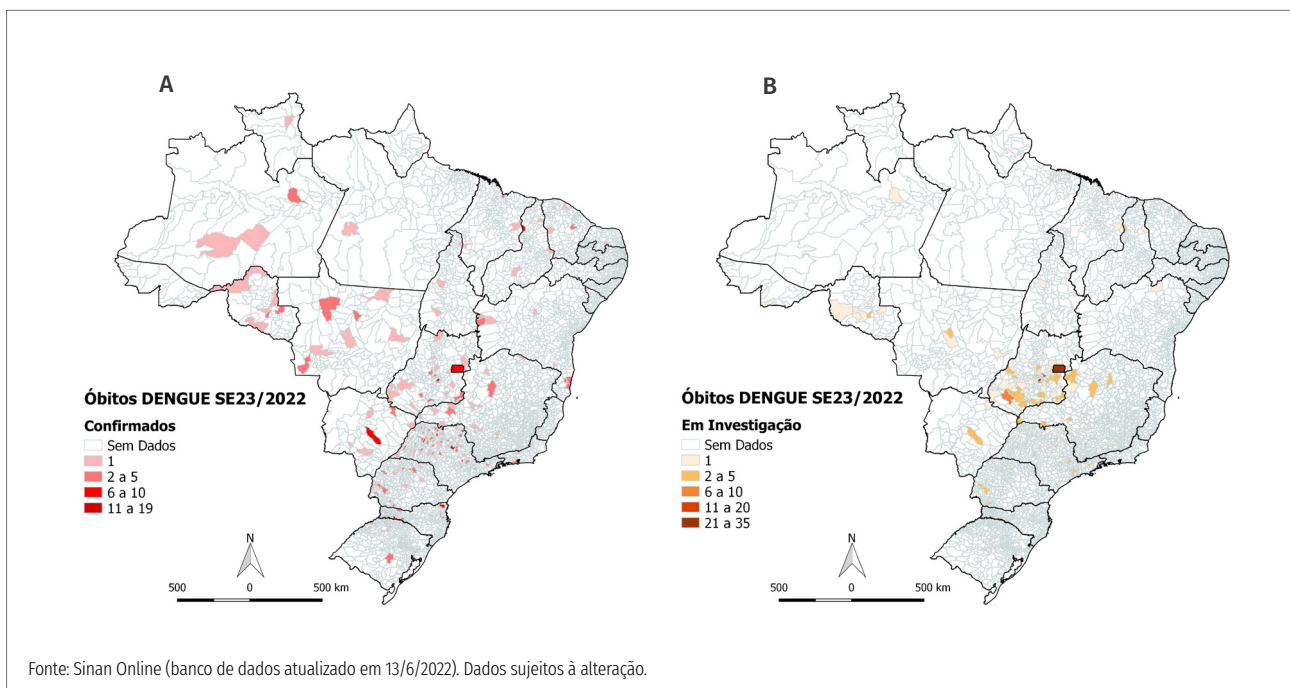 A
Óbitos DENGUE SE23/2022
Confirmados
Sem Dados
1
2 a 5
6 a 10
11 a 19
N
500
0
500 km
B
Óbitos DENGUE SE23/2022
Em Investigação
Sem Dados
1
2 a 5
6 a 10
11 a 20
21 a 35
N
500
0
500 km
Fonte: Sinan Online (banco de dados atualizado em 13/6/2022). Dados sujeitos à alteração.